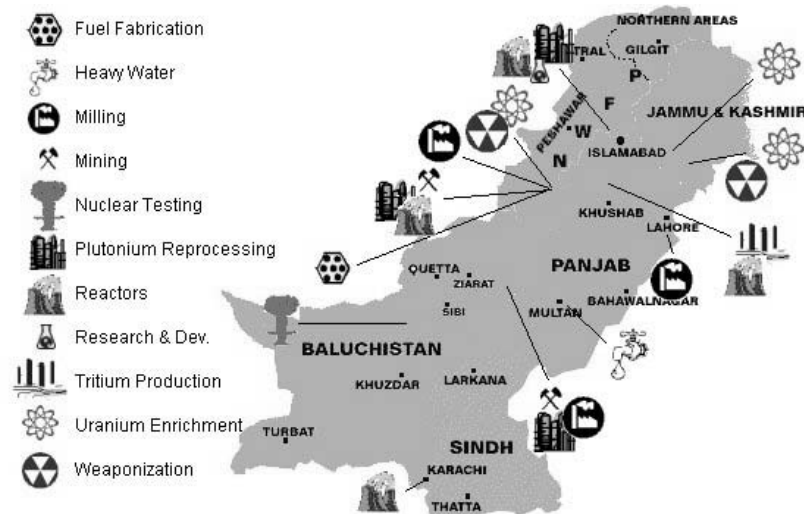 Fuel Fabrication
Heavy Water
Milling
Mining
Nuclear Testing
Plutonium Reprocessing
Reactors
Research & Dev.
Tritium Production
Uranium Enrichment
Weaponization
NORTHERN AREAS
TRAL
GILGIT
P
F
W
N
PESHAWAR
JAMMU & KASHMIR
ISLAMABAD
KHUSHAB
LAHORE
PANJAB
QUETTA
ZIARAT
SIBI
MULTAN
BAHAWALNAGAR
BALUCHISTAN
KHUZDAR
LARKANA
TURBAT
SINDH
KARACHI
THATTA